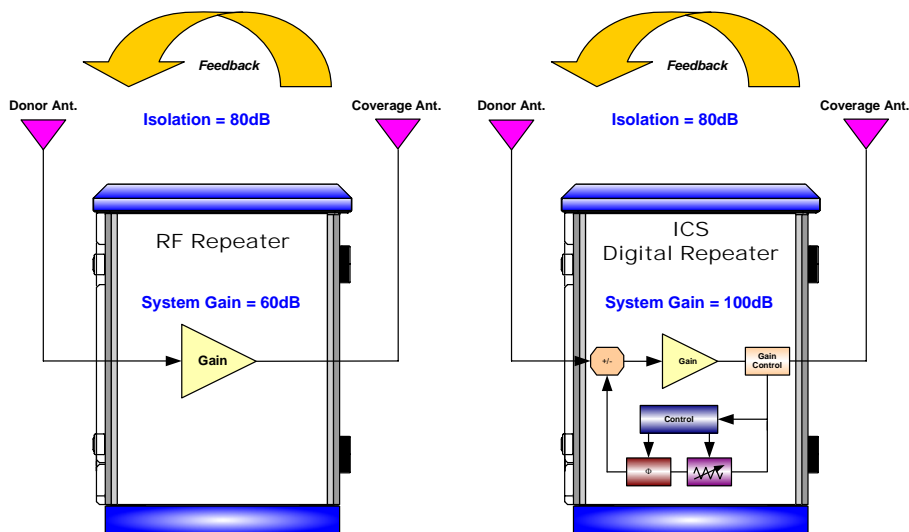 Feedback
Donor Ant.
Coverage Ant.
Isolation = 80dB
RF Repeater
System Gain = 60dB
Gain
Feedback
Donor Ant.
Coverage Ant.
Isolation = 80dB
ICS
Digital Repeater
System Gain = 100dB
+/-
Gain
Gain
Control
Control
Φ